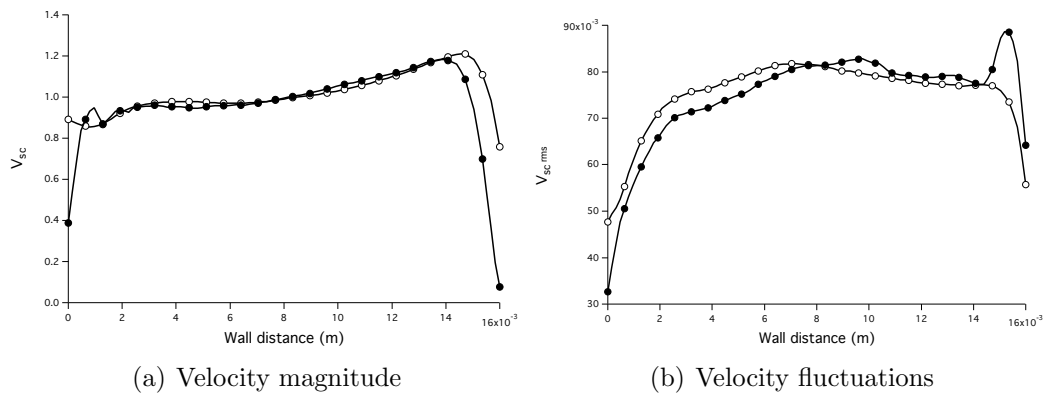 1.4
1.2
1.0
0.8
0.6
0.4
0.2
0.0
V_sc
0 2 4 6 8 10 12 14 16x10⁻³
Wall distance (m)
(a) Velocity magnitude
90x10⁻³
80
70
60
50
40
30
V_sc^rms
0 2 4 6 8 10 12 14 16x10⁻³
Wall distance (m)
(b) Velocity fluctuations